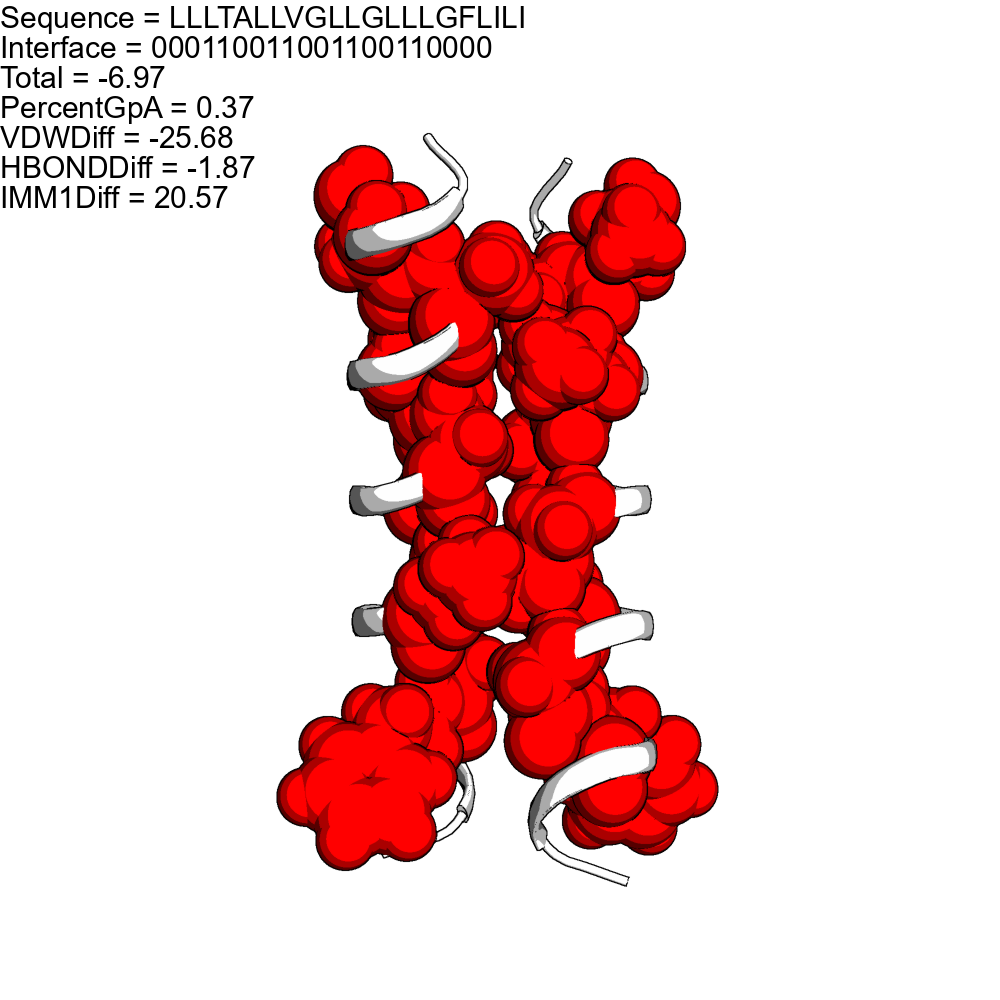 Sequence = LLLTALLVGLLGLLLGFLILI
Interface = 000110011001100110000
Total = -6.97
PercentGpA = 0.37
VDWDiff = -25.68
HBONDDiff = -1.87
IMM1Diff = 20.57